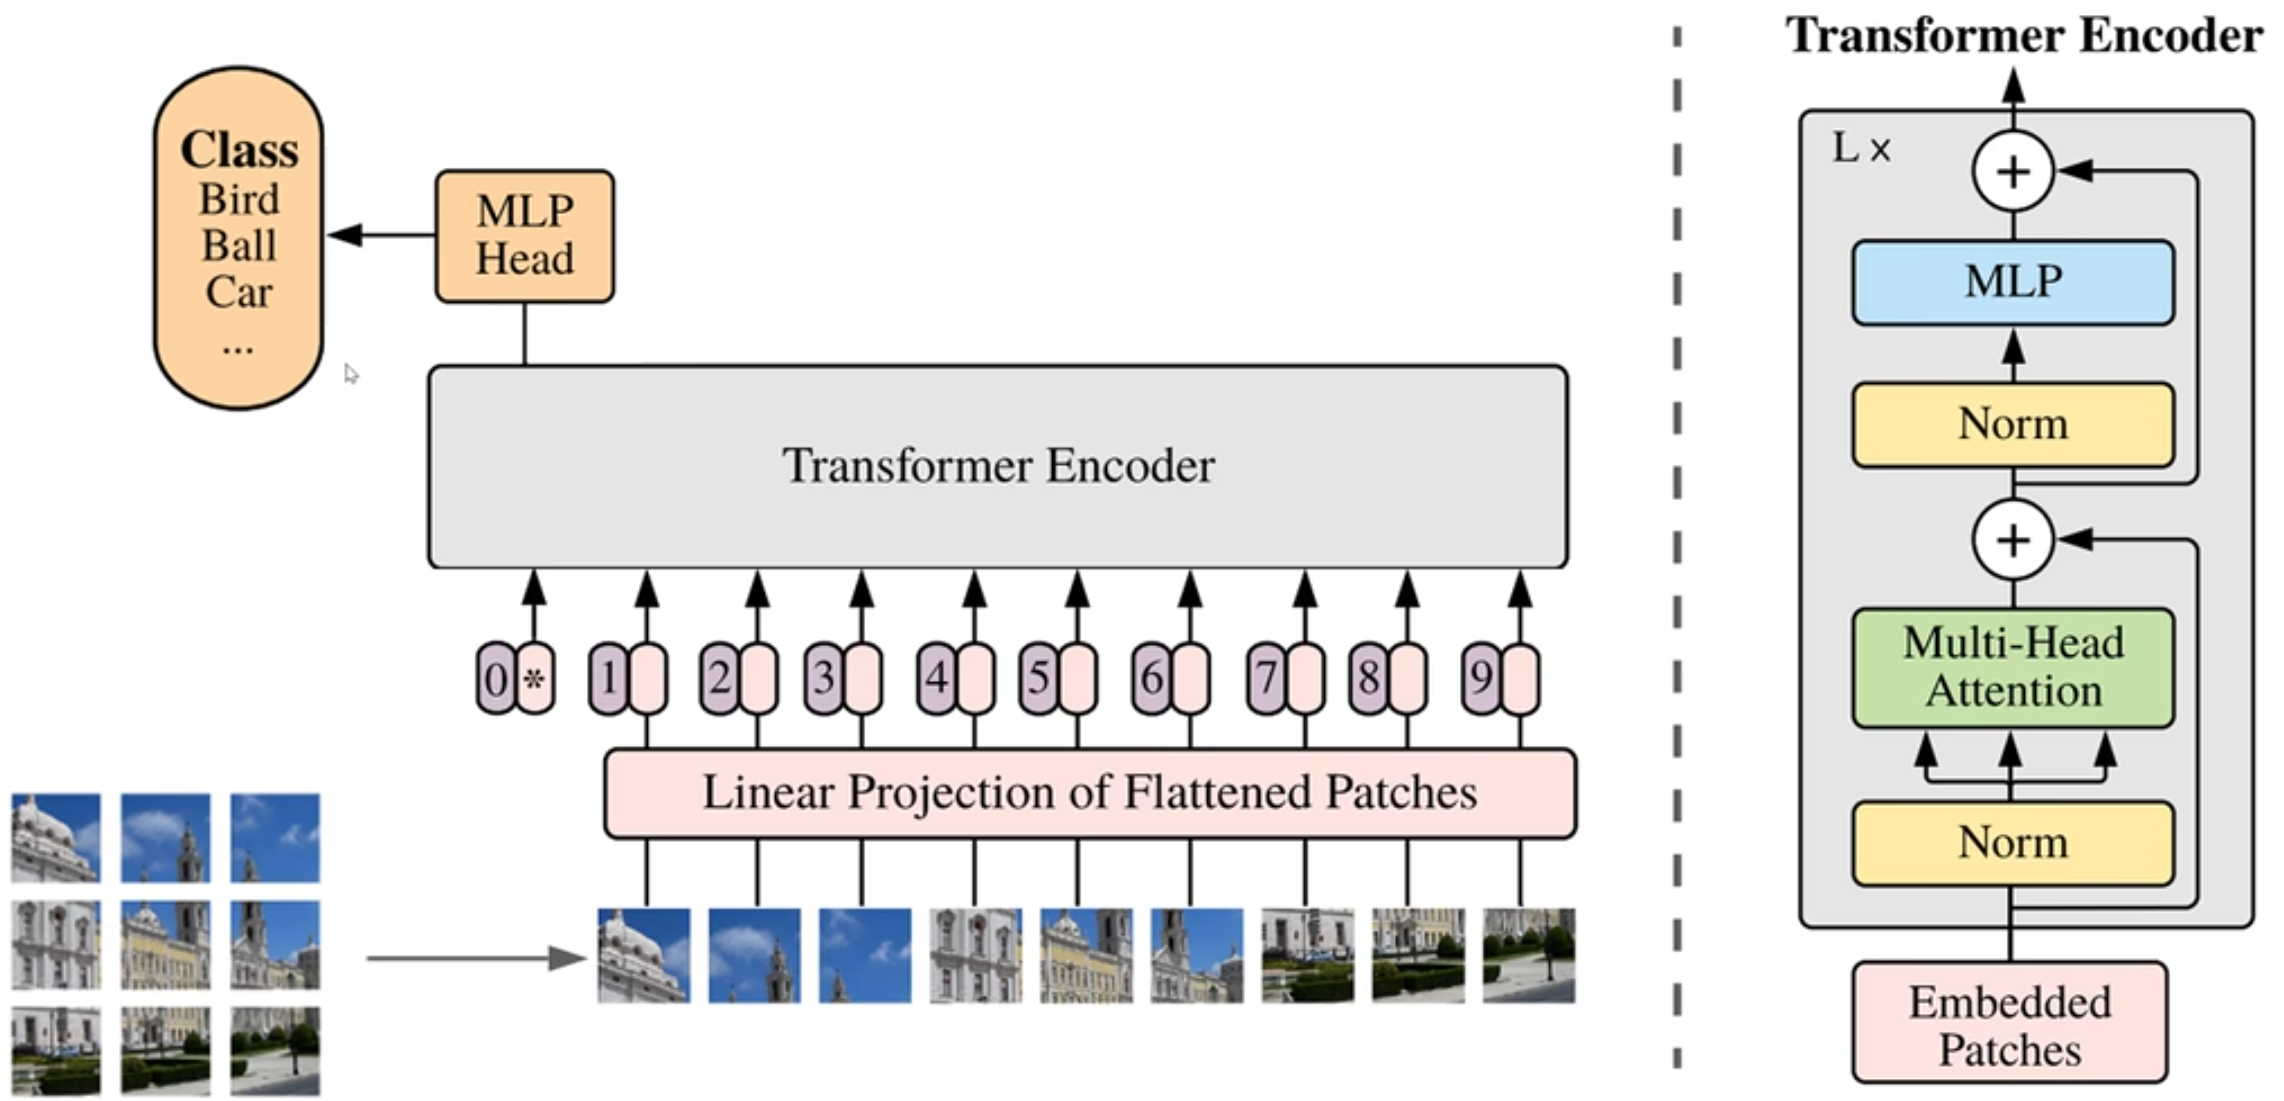 Class
Bird
Ball
Car
...
MLP
Head
Transformer Encoder
0 * 1 2 3 4 5 6 7 8 9
Linear Projection of Flattened Patches
Transformer Encoder
L x
+
MLP
Norm
+
Multi-Head
Attention
Norm
Embedded
Patches